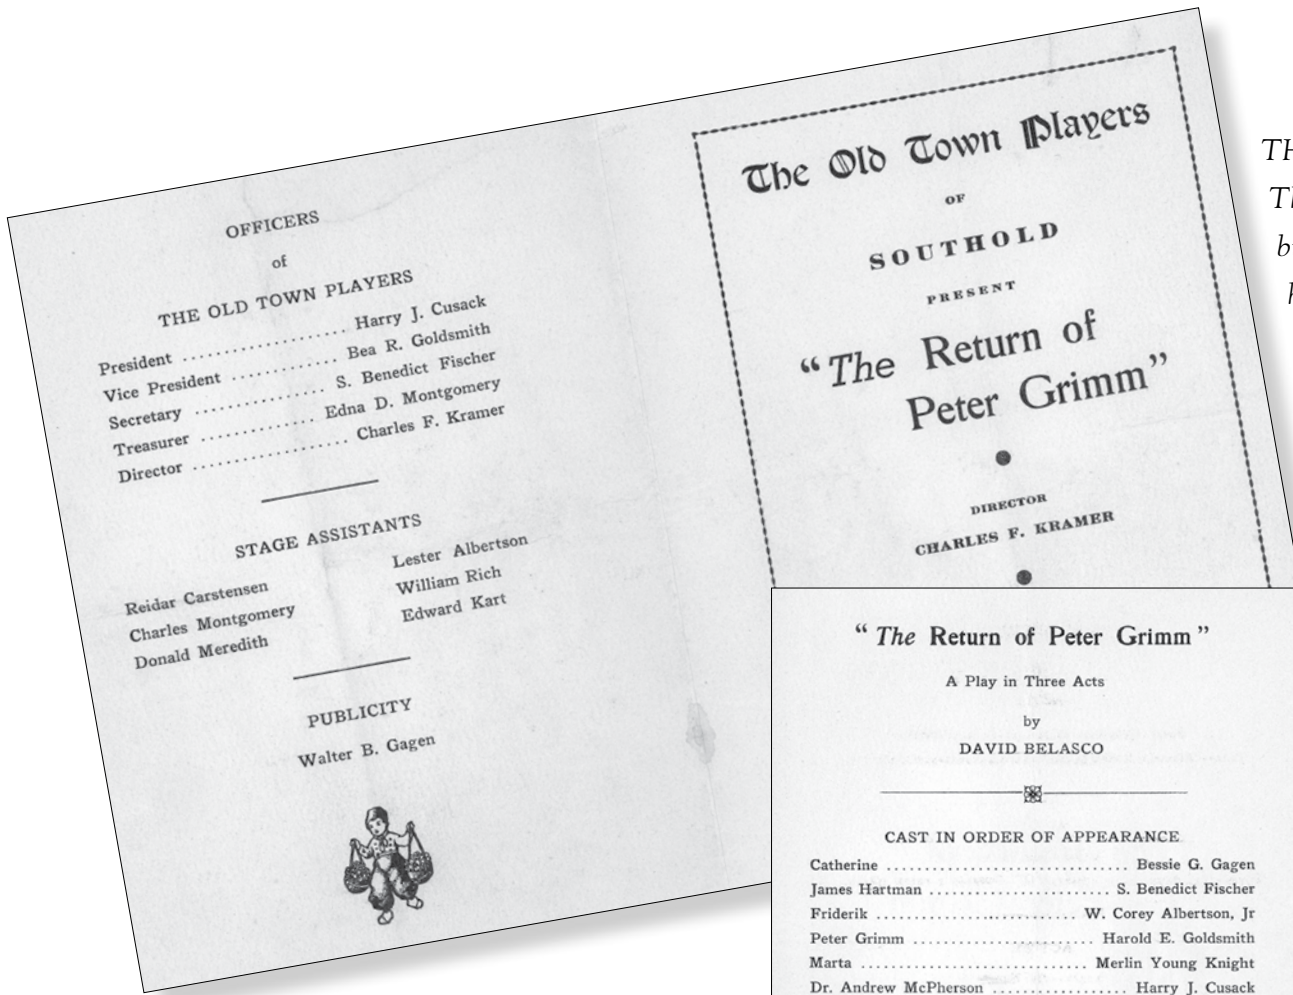 OFFICERS
of
THE OLD TOWN PLAYERS
President .................... Harry J. Cusack
Vice President ............. Bea R. Goldsmith
Secretary ................ S. Benedict Fischer
Treasurer .............. Edna D. Montgomery
Director ................... Charles F. Kramer
STAGE ASSISTANTS
Reidar Carstensen
Charles Montgomery
Donald Meredith
Lester Albertson
William Rich
Edward Kart
PUBLICITY
Walter B. Gagen
The Old Town Players
OF
SOUTHOLD
PRESENT
“The Return of
Peter Grimm”
DIRECTOR
CHARLES F. KRAMER
“The Return of Peter Grimm”
A Play in Three Acts
by
DAVID BELASCO
CAST IN ORDER OF APPEARANCE
Catherine .............................. Bessie G. Gagen
James Hartman ...................... S. Benedict Fischer
Friderik ......................... W. Corey Albertson, Jr
Peter Grimm ....................... Harold E. Goldsmith
Marta ............................ Merlin Young Knight
Dr. Andrew McPherson ................. Harry J. Cusack